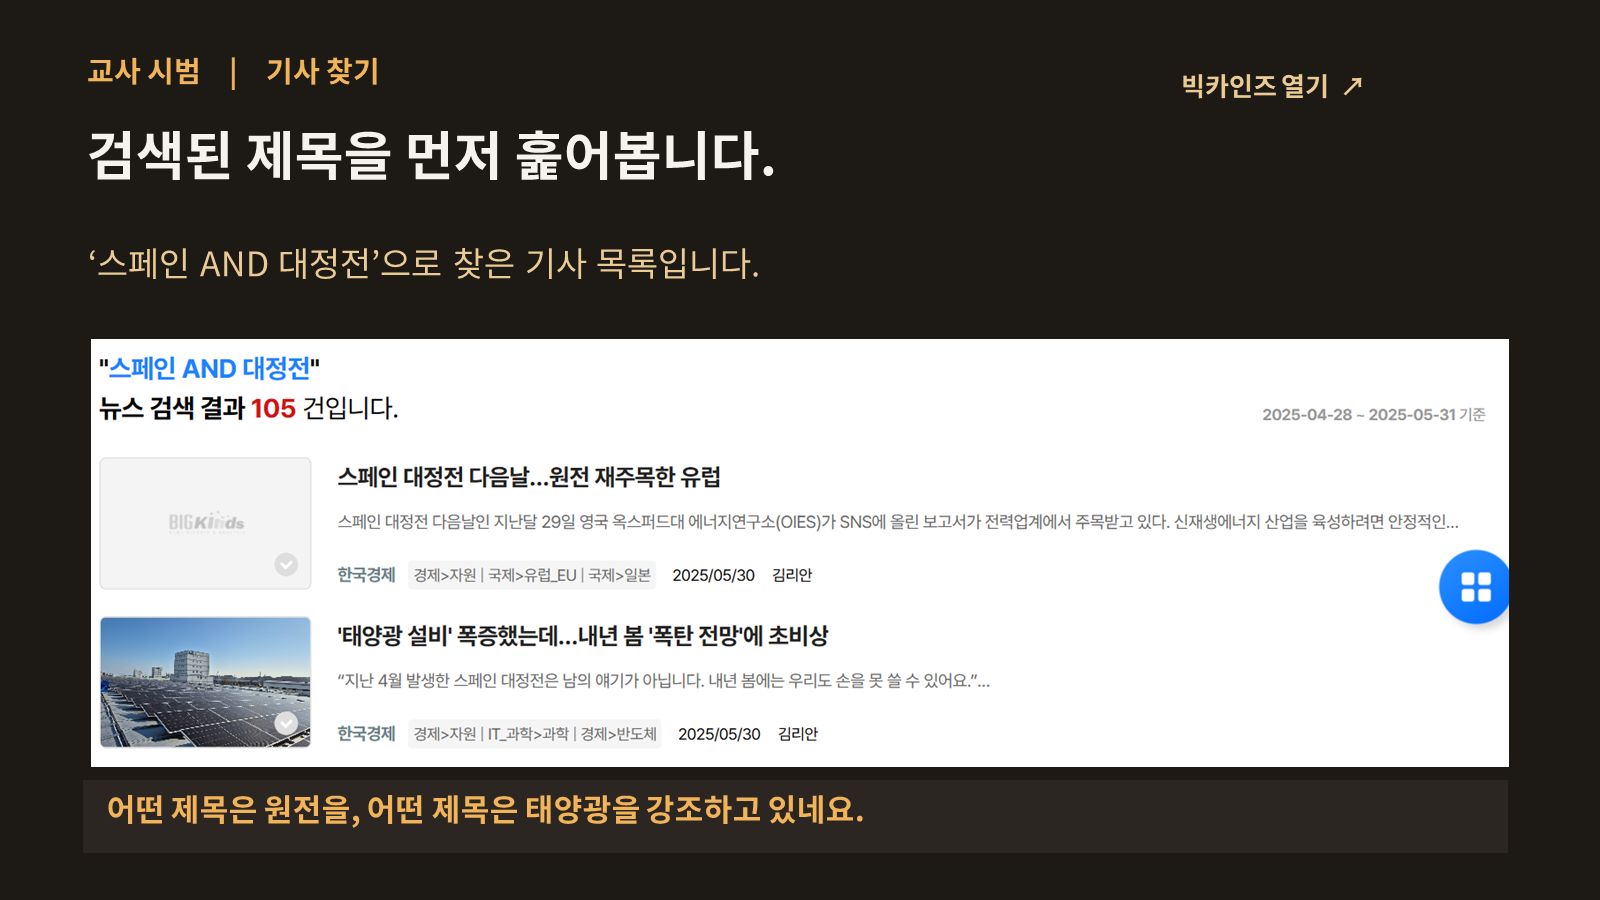 교사 시범 | 기사 찾기
빅카인즈 열기 ↗
검색된 제목을 먼저 훑어봅니다.
‘스페인 AND 대정전’으로 찾은 기사 목록입니다.
"스페인 AND 대정전"
뉴스 검색 결과 105 건입니다.
2025-04-28 ~ 2025-05-31 기준
BIGKinds
스페인 대정전 다음날...원전 재주목한 유럽
스페인 대정전 다음날인 지난달 29일 영국 옥스퍼드대 에너지연구소(OIES)가 SNS에 올린 보고서가 전력업계에서 주목받고 있다. 신재생에너지 산업을 육성하려면 안정적인...
한국경제 경제>자원 | 국제>유럽_EU | 국제>일본 2025/05/30 김리안
'태양광 설비' 폭증했는데...내년 봄 '폭탄 전망'에 초비상
“지난 4월 발생한 스페인 대정전은 남의 얘기가 아닙니다. 내년 봄에는 우리도 손을 못 쓸 수 있어요.”...
한국경제 경제>자원 | IT_과학>과학 | 경제>반도체 2025/05/30 김리안
어떤 제목은 원전을, 어떤 제목은 태양광을 강조하고 있네요.